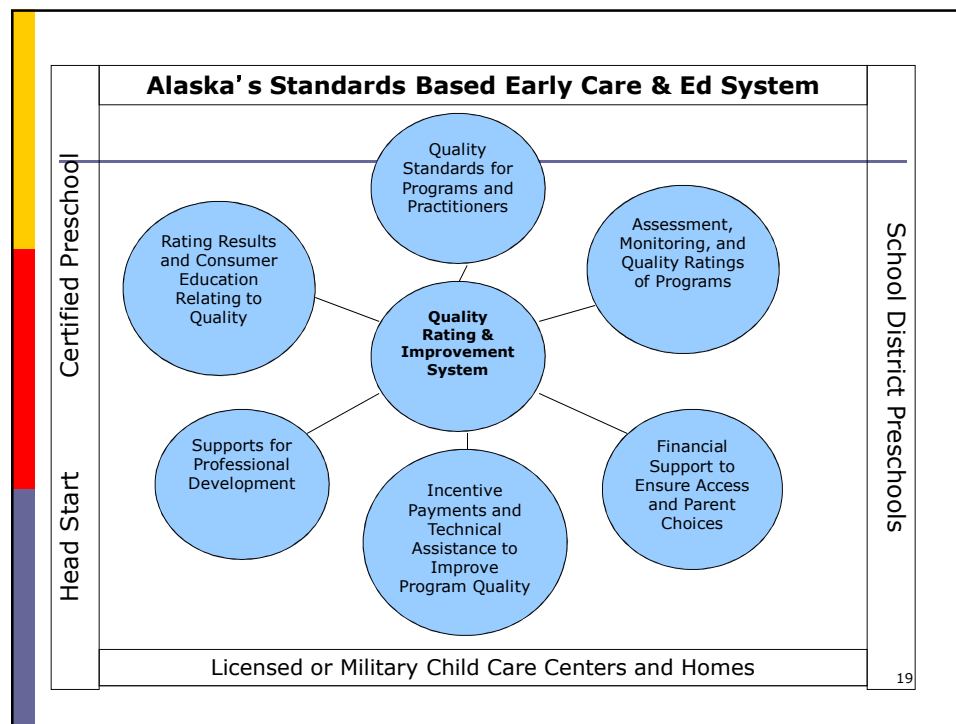 Alaska’s Standards Based Early Care & Ed System
Certified Preschool
Head Start
Quality
Standards for
Programs and
Practitioners
Rating Results
and Consumer
Education
Relating to
Quality
Assessment,
Monitoring, and
Quality Ratings
of Programs
Quality
Rating &
Improvement
System
Supports for
Professional
Development
Incentive
Payments and
Technical
Assistance to
Improve
Program Quality
Financial
Support to
Ensure Access
and Parent
Choices
School District Preschools
Licensed or Military Child Care Centers and Homes
19